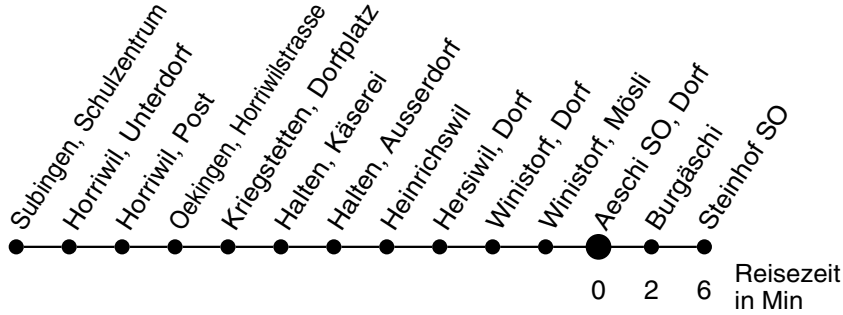 Subingen, Schulzentrum
Horriwil, Unterdorf
Horriwil, Post
Oekingen, Horriwilstrasse
Kriegstetten, Dorfplatz
Halten, Käserei
Halten, Ausserdorf
Heinrichswil
Hersiwil, Dorf
Winistorf, Dorf
Winistorf, Mösli
Aeschi SO, Dorf
Burgäschi
Steinhof SO
0 2 6 Reisezeit
in Min